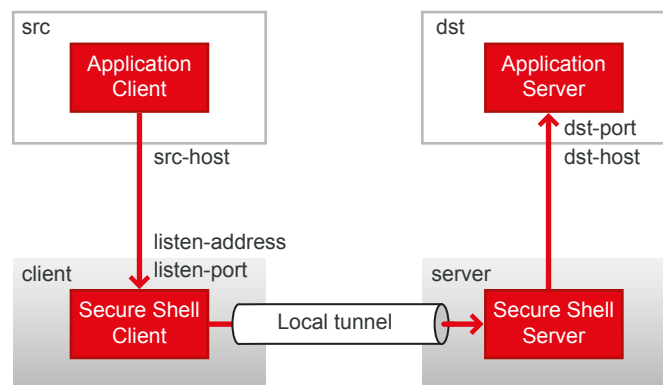 src
Application
Client
src-host
dst
Application
Server
dst-port
dst-host
listen-address
listen-port
client
Secure Shell
Client
Local tunnel
server
Secure Shell
Server